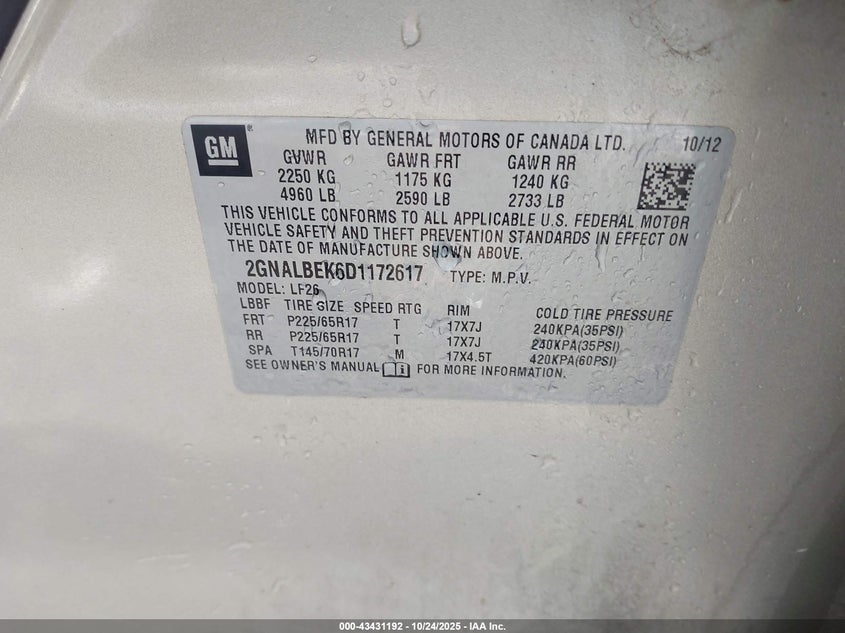 GM ® MFD BY GENERAL MOTORS OF CANADA LTD. 10/12
GVWR GAWR FRT GAWR RR
2250 KG 1175 KG 1240 KG
4960 LB 2590 LB 2733 LB
THIS VEHICLE CONFORMS TO ALL APPLICABLE U.S. FEDERAL MOTOR
VEHICLE SAFETY AND THEFT PREVENTION STANDARDS IN EFFECT ON
THE DATE OF MANUFACTURE SHOWN ABOVE.
2GNALBEK6D1172617 TYPE: M.P.V.
MODEL: LF26
LBBF TIRE SIZE SPEED RTG RIM COLD TIRE PRESSURE
FRT P225/65R17 T 17X7J 240KPA(35PSI)
RR P225/65R17 T 17X7J 240KPA(35PSI)
SPA T145/70R17 M 17X4.5T 420KPA(60PSI)
SEE OWNER'S MANUAL FOR MORE INFORMATION.
000-43431192 - 10/24/2025 - IAA Inc.